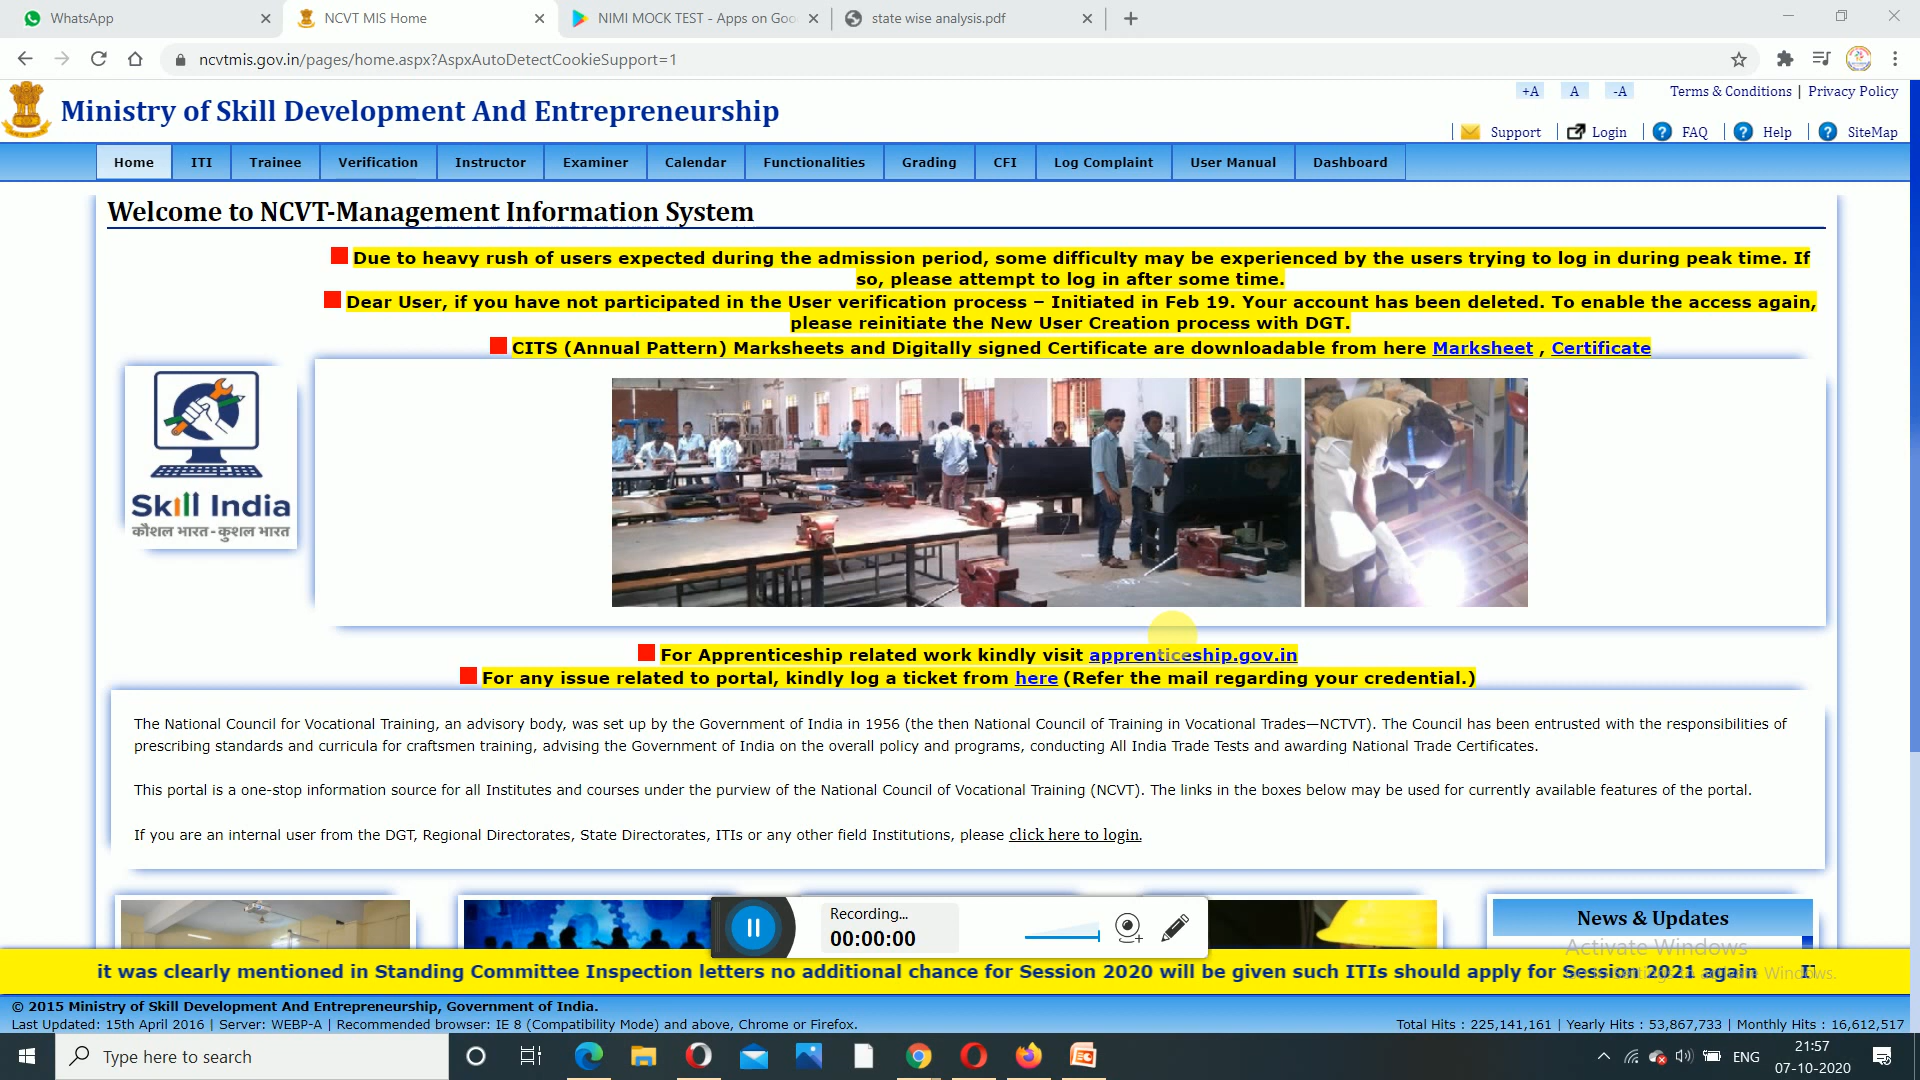 WhatsApp
NCVT MIS Home
NIMI MOCK TEST - Apps on Goo
state wise analysis.pdf
ncvtmis.gov.in/pages/home.aspx?AspxAutoDetectCookieSupport=1
+A A -A Terms & Conditions | Privacy Policy
Ministry of Skill Development And Entrepreneurship
Support Login FAQ Help SiteMap
Home ITI Trainee Verification Instructor Examiner Calendar Functionalities Grading CFI Log Complaint User Manual Dashboard
Welcome to NCVT-Management Information System
Due to heavy rush of users expected during the admission period, some difficulty may be experienced by the users trying to log in during peak time. If
so, please attempt to log in after some time.
Dear User, if you have not participated in the User verification process – Initiated in Feb 19. Your account has been deleted. To enable the access again,
please reinitiate the New User Creation process with DGT.
CITS (Annual Pattern) Marksheets and Digitally signed Certificate are downloadable from here Marksheet , Certificate
Skill India
कौशल भारत - कुशल भारत
For Apprenticeship related work kindly visit apprenticeship.gov.in
For any issue related to portal, kindly log a ticket from here (Refer the mail regarding your credential.)
The National Council for Vocational Training, an advisory body, was set up by the Government of India in 1956 (the then National Council of Training in Vocational Trades—NCTVT). The Council has been entrusted with the responsibilities of
prescribing standards and curricula for craftsmen training, advising the Government of India on the overall policy and programs, conducting All India Trade Tests and awarding National Trade Certificates.
This portal is a one-stop information source for all Institutes and courses under the purview of the National Council of Vocational Training (NCVT). The links in the boxes below may be used for currently available features of the portal.
If you are an internal user from the DGT, Regional Directorates, State Directorates, ITIs or any other field Institutions, please click here to login.
Recording...
00:00:00
News & Updates
Activate Windows
it was clearly mentioned in Standing Committee Inspection letters no additional chance for Session 2020 will be given such ITIs should apply for Session 2021 again
© 2015 Ministry of Skill Development And Entrepreneurship, Government of India.
Last Updated: 15th April 2016 | Server: WEBP-A | Recommended browser: IE 8 (Compatibility Mode) and above, Chrome or Firefox.
Total Hits : 225,141,161 | Yearly Hits : 53,867,733 | Monthly Hits : 16,612,517
Type here to search
ENG
21:57
07-10-2020